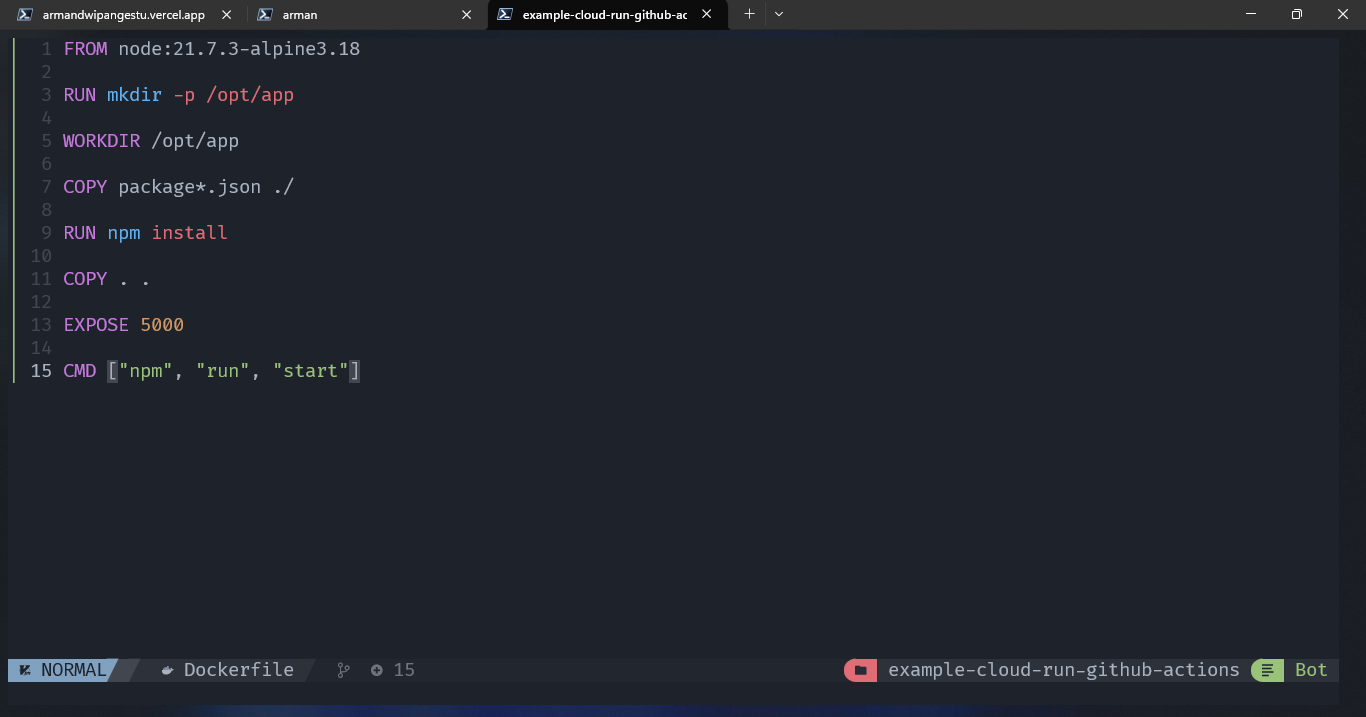 armandwipangestu.vercel.app
arman
example-cloud-run-github-ac
1 FROM node:21.7.3-alpine3.18
2
3 RUN mkdir -p /opt/app
4
5 WORKDIR /opt/app
6
7 COPY package*.json ./
8
9 RUN npm install
10
11 COPY . .
12
13 EXPOSE 5000
14
15 CMD ["npm", "run", "start"]
NORMAL Dockerfile 15 example-cloud-run-github-actions Bot